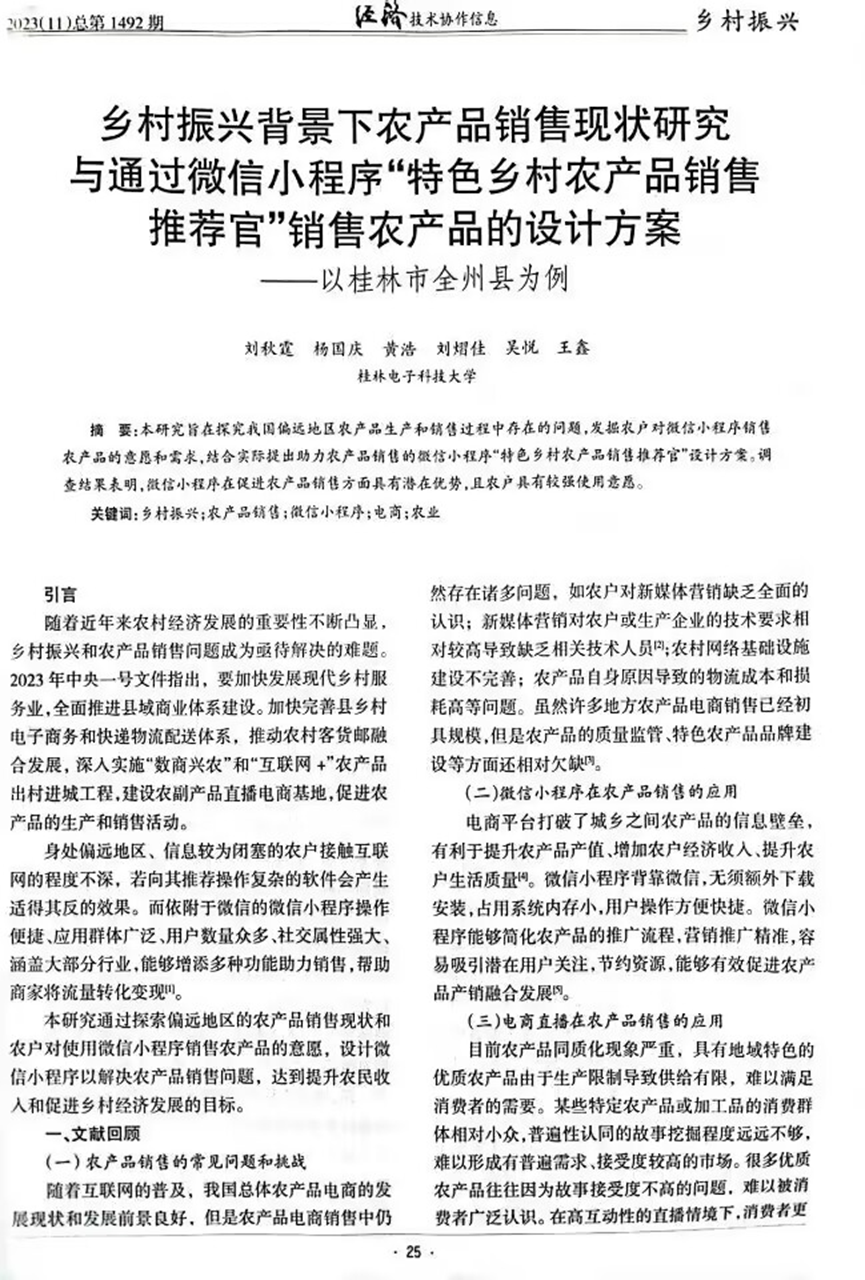 2023(11)总第1492期
经济技术协作信息
乡村振兴
乡村振兴背景下农产品销售现状研究
与通过微信小程序“特色乡村农产品销售
推荐官”销售农产品的设计方案
——以桂林市全州县为例
刘秋霆 杨国庆 黄浩 刘熠佳 吴悦 王鑫
桂林电子科技大学
摘 要:本研究旨在探究我国偏远地区农产品生产和销售过程中存在的问题,发掘农户对微信小程序销售
农产品的意愿和需求,结合实际提出助力农产品销售的微信小程序“特色乡村农产品销售推荐官”设计方案。调
查结果表明,微信小程序在促进农产品销售方面具有潜在优势,且农户具有较强使用意愿。
关键词:乡村振兴;农产品销售;微信小程序;电商;农业
引言
随着近年来农村经济发展的重要性不断凸显,
乡村振兴和农产品销售问题成为亟待解决的难题。
2023年中央一号文件指出，要加快发展现代乡村服
务业,全面推进县域商业体系建设。加快完善县乡村
电子商务和快递物流配送体系，推动农村客货邮融
合发展，深入实施“数商兴农”和“互联网+”农产品
出村进城工程,建设农副产品直播电商基地,促进农
产品的生产和销售活动。
身处偏远地区、信息较为闭塞的农户接触互联
网的程度不深，若向其推荐操作复杂的软件会产生
适得其反的效果。而依附于微信的微信小程序操作
便捷、应用群体广泛、用户数量众多、社交属性强大、
涵盖大部分行业,能够增添多种功能助力销售,帮助
商家将流量转化变现[1]。
本研究通过探索偏远地区的农产品销售现状和
农户对使用微信小程序销售农产品的意愿，设计微
信小程序以解决农产品销售问题，达到提升农民收
入和促进乡村经济发展的目标。
一、文献回顾
(一)农产品销售的常见问题和挑战
随着互联网的普及，我国总体农产品电商的发
展现状和发展前景良好，但是农产品电商销售中仍
然存在诸多问题，如农户对新媒体营销缺乏全面的
认识；新媒体营销对农户或生产企业的技术要求相
对较高导致缺乏相关技术人员[2];农村网络基础设施
建设不完善；农产品自身原因导致的物流成本和损
耗高等问题。虽然许多地方农产品电商销售已经初
具规模,但是农产品的质量监管、特色农产品品牌建
设等方面还相对欠缺[3]。
(二)微信小程序在农产品销售的应用
电商平台打破了城乡之间农产品的信息壁垒,
有利于提升农产品产值、增加农户经济收入、提升农
户生活质量[4]。微信小程序背靠微信,无须额外下载
安装,占用系统内存小,用户操作方便快捷。微信小
程序能够简化农产品的推广流程,营销推广精准,容
易吸引潜在用户关注,节约资源,能够有效促进农产
品产销融合发展[5]。
(三)电商直播在农产品销售的应用
目前农产品同质化现象严重，具有地域特色的
优质农产品由于生产限制导致供给有限，难以满足
消费者的需要。某些特定农产品或加工品的消费群
体相对小众,普遍性认同的故事挖掘程度远远不够,
难以形成有普遍需求、接受度较高的市场。很多优质
农产品往往因为故事接受度不高的问题，难以被消
费者广泛认识。在高互动性的直播情境下,消费者更
· 25 ·